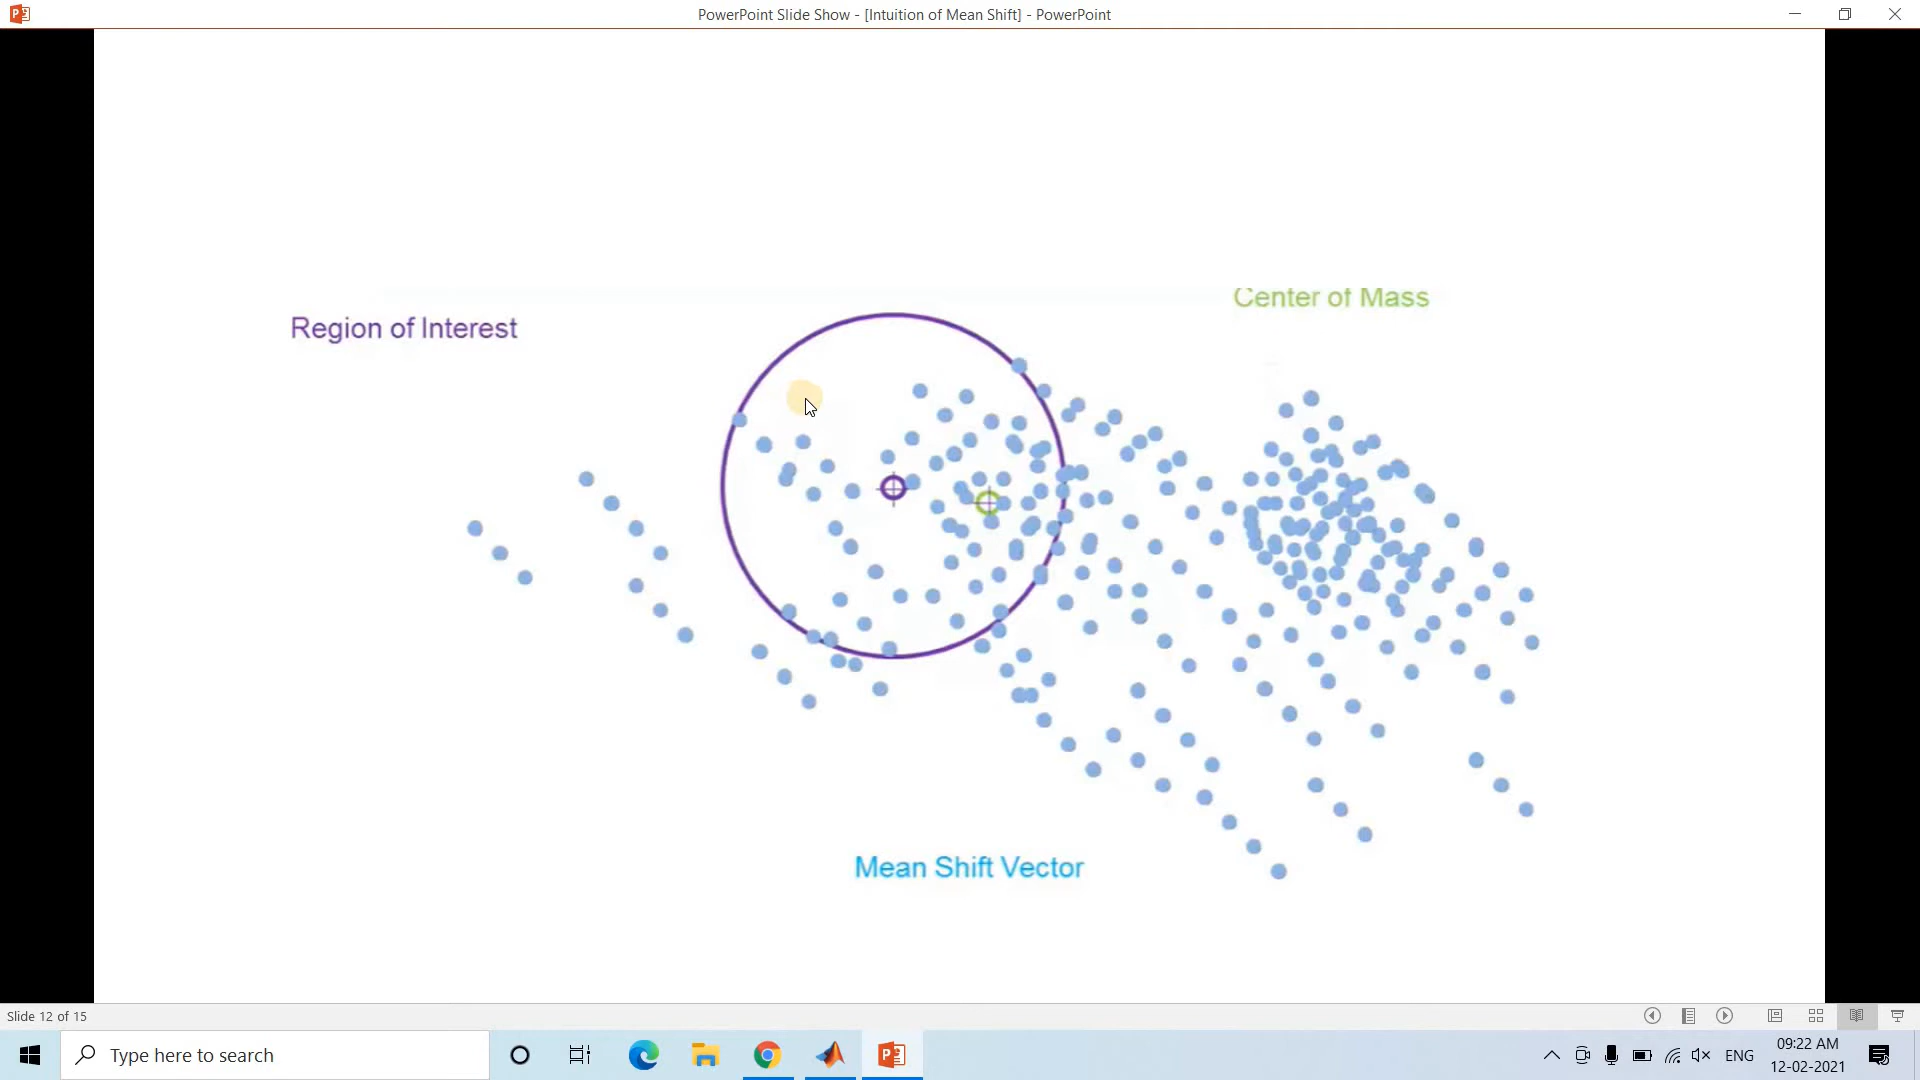 PowerPoint Slide Show - [Intuition of Mean Shift] - PowerPoint
Center of Mass
Region of Interest
Mean Shift Vector
Slide 12 of 15
Type here to search
ENG
09:22 AM
12-02-2021